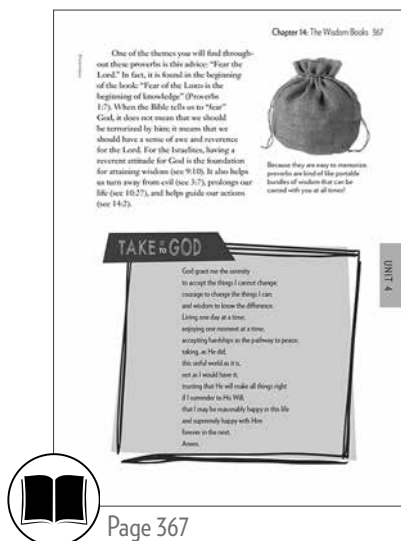 Chapter 14: The Wisdom Books 367
One of the themes you will find through-
out these proverbs is this advice: "Fear the
Lord." In fact, it is found in the beginning
of the book: "Fear of the LORD is the
beginning of knowledge" (Proverbs
1:7). When the Bible tells us to "fear"
God, it does not mean that we should
be terrorized by him; it means that we
should have a sense of awe and reverence
for the Lord. For the Israelites, having a
reverent attitude for God is the foundation
for attaining wisdom (see 9:10). It also helps
us turn away from evil (see 3:7), prolongs our
life (see 10:27), and helps guide our actions
(see 14:2).
Because they are easy to memorize,
proverbs are kind of like portable
bundles of wisdom that can be
carried with you at all times!
UNIT 4
TAKE IT TO GOD
God grant me the serenity
to accept the things I cannot change;
courage to change the things I can;
and wisdom to know the difference.
Living one day at a time;
enjoying one moment at a time;
accepting hardships as the pathway to peace;
taking, as He did,
this sinful world as it is,
not as I would have it;
trusting that He will make all things right
if I surrender to His Will;
that I may be reasonably happy in this life
and supremely happy with Him
forever in the next.
Amen.
Page 367